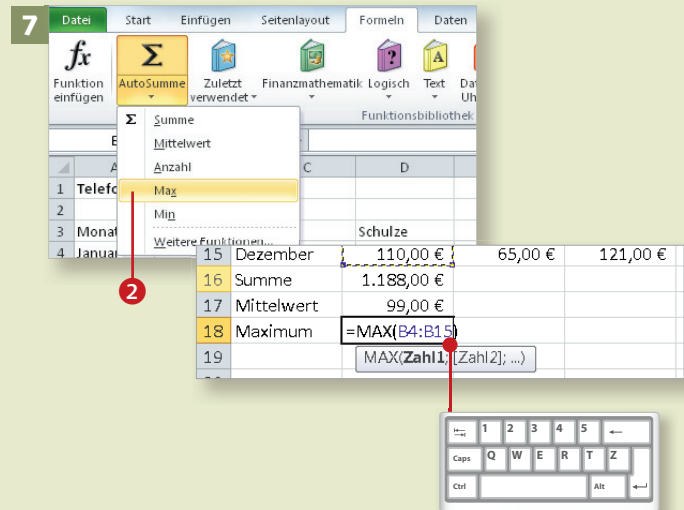 7
Datei Start Einfügen Seitenlayout Formeln Daten
fx Σ ? A
Funktion einfügen AutoSumme Zuletzt verwendet Finanzmathematik Logisch Text
Funktionsbibliothek
Σ Summe
Mittelwert
Anzahl
Max
Min
Weitere Funktionen...
C D
1 Telefo
2
3 Monat Schulze
4 Januar
2
15 Dezember 110,00 € 65,00 € 121,00 €
16 Summe 1.188,00 €
17 Mittelwert 99,00 €
18 Maximum =MAX(B4:B15)
19 MAX(Zahl1; [Zahl2]; ...)
1 2 3 4 5
Caps Q W E R T Z
Ctrl Alt